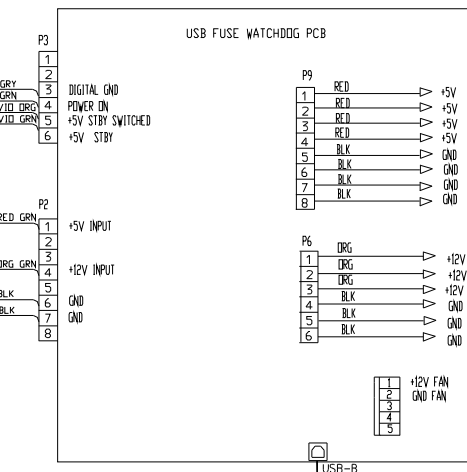 USB FUSE WATCHDOG PCB
P3
1
2
GRY 3 DIGITAL GND
GRN 4 POWER ON
VIO ORG 5 +5V STBY SWITCHED
VIO GRN 6 +5V STBY
P2
RED GRN 1 +5V INPUT
2
3
ORG GRN 4 +12V INPUT
5
BLK 6 GND
BLK 7 GND
8
P9
1 RED +5V
2 RED +5V
3 RED +5V
4 RED +5V
5 BLK GND
6 BLK GND
7 BLK GND
8 BLK GND
P6
1 ORG +12V
2 ORG +12V
3 ORG +12V
4 BLK GND
5 BLK GND
6 BLK GND
1 +12V FAN
2 GND FAN
3
4
5
USB-B